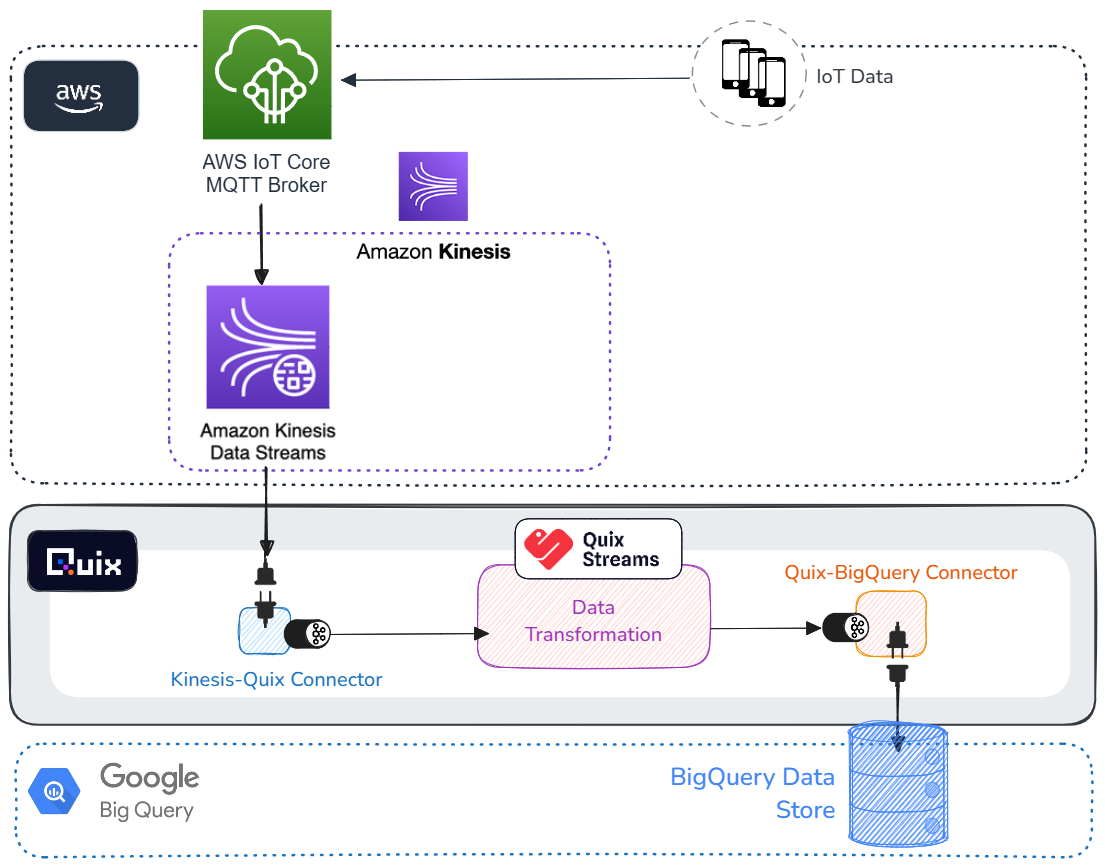 aws
IoT Data
AWS IoT Core
MQTT Broker
Amazon Kinesis
Amazon Kinesis
Data Streams
Quix
Quix
Streams
Data
Transformation
Quix-BigQuery Connector
Kinesis-Quix Connector
Google
Big Query
BigQuery Data
Store